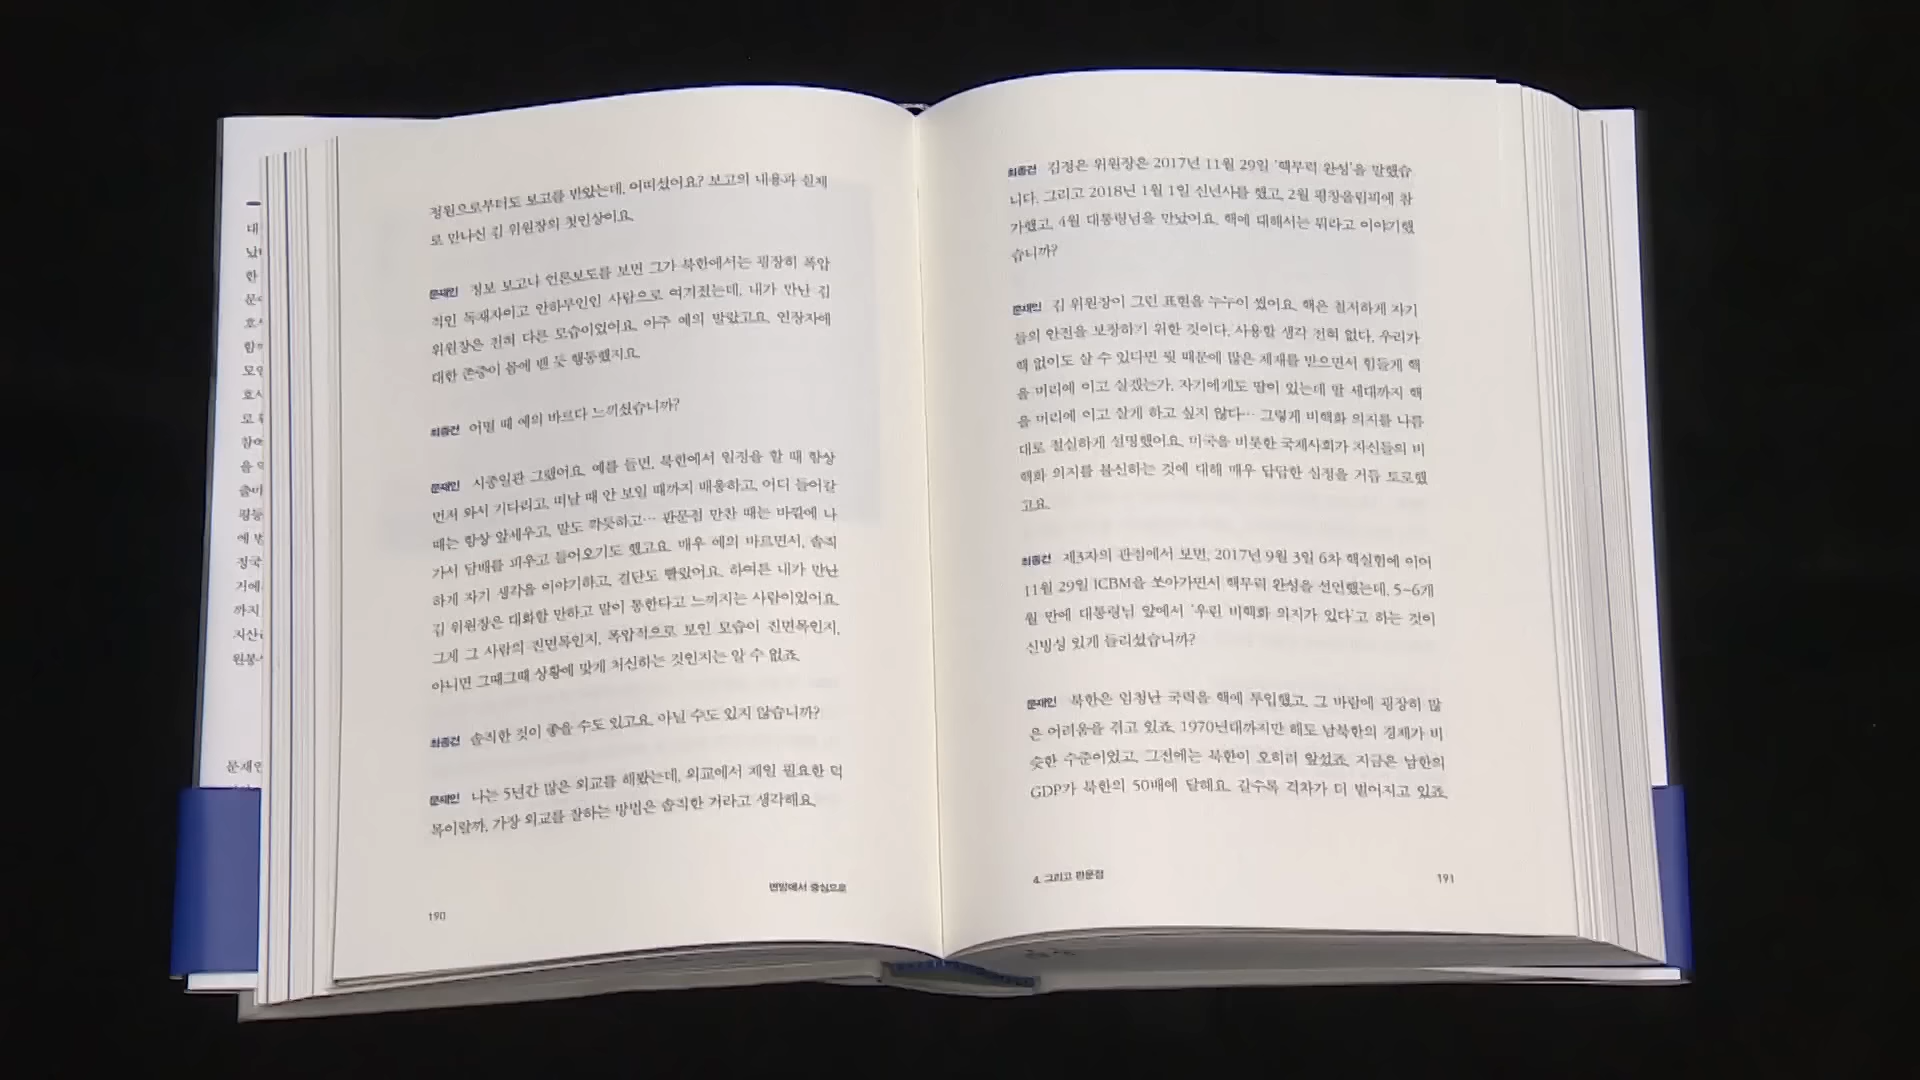 정원으로부터도 보고를 받았는데, 어떠셨어요? 보고의 내용과 실제
로 만나신 김 위원장의 첫인상이요.
문재인 정보 보고나 언론보도를 보면 그가 북한에서는 굉장히 폭압
적인 독재자이고 안하무인인 사람으로 여겨졌는데, 내가 만난 김
위원장은 전혀 다른 모습이었어요. 아주 예의 발랐고요. 연장자에
대한 존중이 몸에 밴 듯 행동했지요.
최종건 어떨 때 예의 바르다 느끼셨습니까?
문재인 시종일관 그랬어요. 예를 들면, 북한에서 일정을 할 때 항상
먼저 와서 기다리고, 떠날 때 안 보일 때까지 배웅하고, 어디 들어갈
때는 항상 앞세우고, 말도 깍듯하고… 판문점 만찬 때는 바깥에 나
가서 담배를 피우고 들어오기도 했고요. 매우 예의 바르면서, 솔직
하게 자기 생각을 이야기하고, 결단도 빨랐어요. 하여튼 내가 만난
김 위원장은 대화할 만하고 말이 통한다고 느껴지는 사람이었어요.
그게 그 사람의 진면목인지, 폭압적으로 보인 모습이 진면목인지,
아니면 그때그때 상황에 맞게 처신하는 것인지는 알 수 없죠.
최종건 솔직한 것이 좋을 수도 있고요. 아닐 수도 있지 않습니까?
문재인 나는 5년간 많은 외교를 해봤는데, 외교에서 제일 필요한 덕
목이랄까, 가장 외교를 잘하는 방법은 솔직한 거라고 생각해요.
변방에서 중심으로
190
최종건 김정은 위원장은 2017년 11월 29일 '핵무력 완성'을 말했습
니다. 그리고 2018년 1월 1일 신년사를 했고, 2월 평창올림픽에 참
가했고, 4월 대통령님을 만났어요. 핵에 대해서는 뭐라고 이야기했
습니까?
문재인 김 위원장이 그런 표현을 누누이 썼어요. 핵은 철저하게 자기
들의 안전을 보장하기 위한 것이다. 사용할 생각 전혀 없다. 우리가
핵 없이도 살 수 있다면 뭣 때문에 많은 제재를 받으면서 힘들게 핵
을 머리에 이고 살겠는가. 자기에게도 딸이 있는데 딸 세대까지 핵
을 머리에 이고 살게 하고 싶지 않다… 그렇게 비핵화 의지를 나름
대로 절실하게 설명했어요. 미국을 비롯한 국제사회가 자신들의 비
핵화 의지를 불신하는 것에 대해 매우 답답한 심정을 거듭 토로했
고요.
최종건 제3자의 관점에서 보면, 2017년 9월 3일 6차 핵실험에 이어
11월 29일 ICBM을 쏘아가면서 핵무력 완성을 선언했는데, 5~6개
월 만에 대통령님 앞에서 '우린 비핵화 의지가 있다'고 하는 것이
신빙성 있게 들리셨습니까?
문재인 북한은 엄청난 국력을 핵에 투입했고, 그 바람에 굉장히 많
은 어려움을 겪고 있죠. 1970년대까지만 해도 남북한의 경제가 비
슷한 수준이었고, 그전에는 북한이 오히려 앞섰죠. 지금은 남한의
GDP가 북한의 50배에 달해요. 갈수록 격차가 더 벌어지고 있죠.
4. 그리고 판문점
191